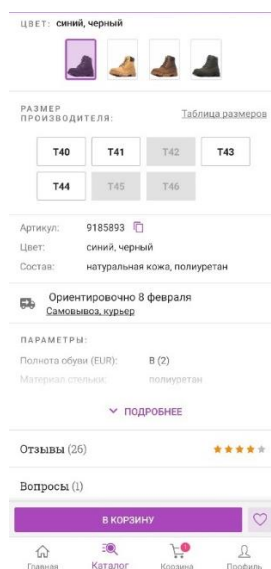 ЦВЕТ: синий, черный
РАЗМЕР
ПРОИЗВОДИТЕЛЯ: Таблица размеров
T40 T41 T42 T43
T44 T45 T46
Артикул: 9185893
Цвет: синий, черный
Состав: натуральная кожа, полиуретан
Ориентировочно 8 февраля
Самовывоз, курьер
ПАРАМЕТРЫ:
Полнота обуви (EUR): B (2)
Материал стельки: полиуретан
ПОДРОБНЕЕ
Отзывы (26)
Вопросы (1)
В КОРЗИНУ
Главная Каталог Корзина Профиль